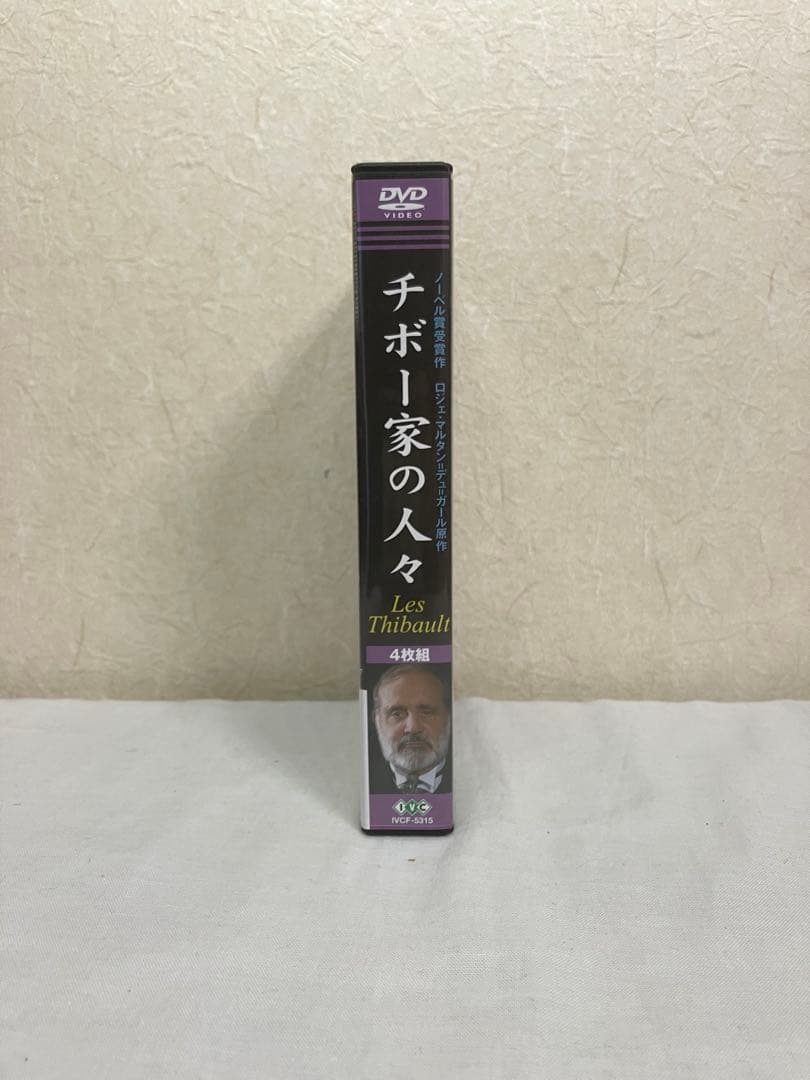 DVD
VIDEO
ノーベル賞受賞作 ロジェ・マルタン=デュ=ガール原作
チボー家の人々
Les
Thibault
4枚組
IVC
IVCF-5315